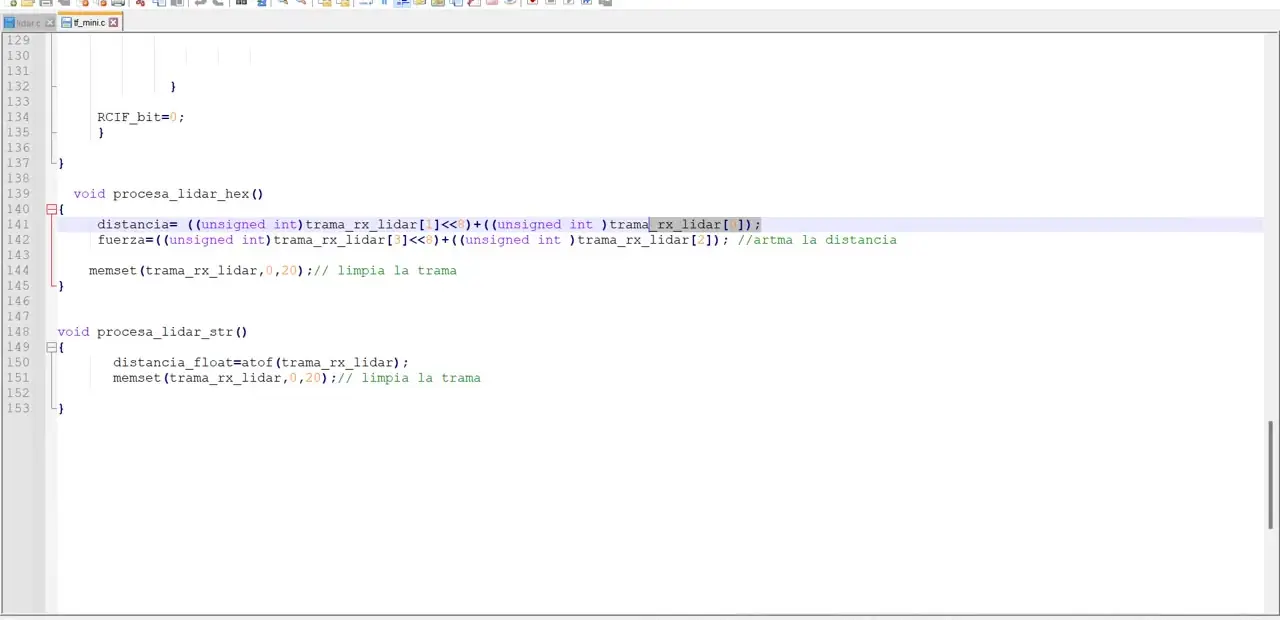 lidar.c tf_mini.c
129
130
131
132 }
133
134 RCIF_bit=0;
135 }
136
137 }
138
139 void procesa_lidar_hex()
140 {
141 distancia= ((unsigned int)trama_rx_lidar[1]<<8)+((unsigned int )trama_rx_lidar[0]);
142 fuerza=((unsigned int)trama_rx_lidar[3]<<8)+((unsigned int )trama_rx_lidar[2]); //artma la distancia
143
144 memset(trama_rx_lidar,0,20);// limpia la trama
145 }
146
147
148 void procesa_lidar_str()
149 {
150 distancia_float=atof(trama_rx_lidar);
151 memset(trama_rx_lidar,0,20);// limpia la trama
152
153 }